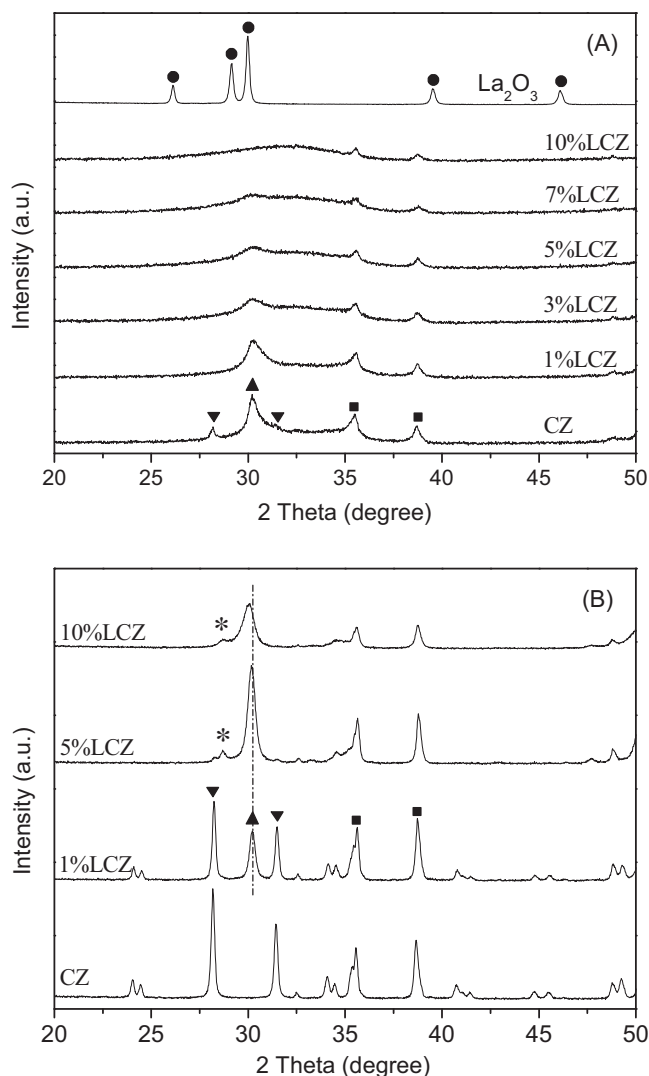 (A)
La₂O₃
10%LCZ
7%LCZ
5%LCZ
3%LCZ
1%LCZ
CZ
Intensity (a.u.)
20 25 30 35 40 45 50
2 Theta (degree)
(B)
10%LCZ
*
5%LCZ
*
1%LCZ
CZ
Intensity (a.u.)
20 25 30 35 40 45 50
2 Theta (degree)